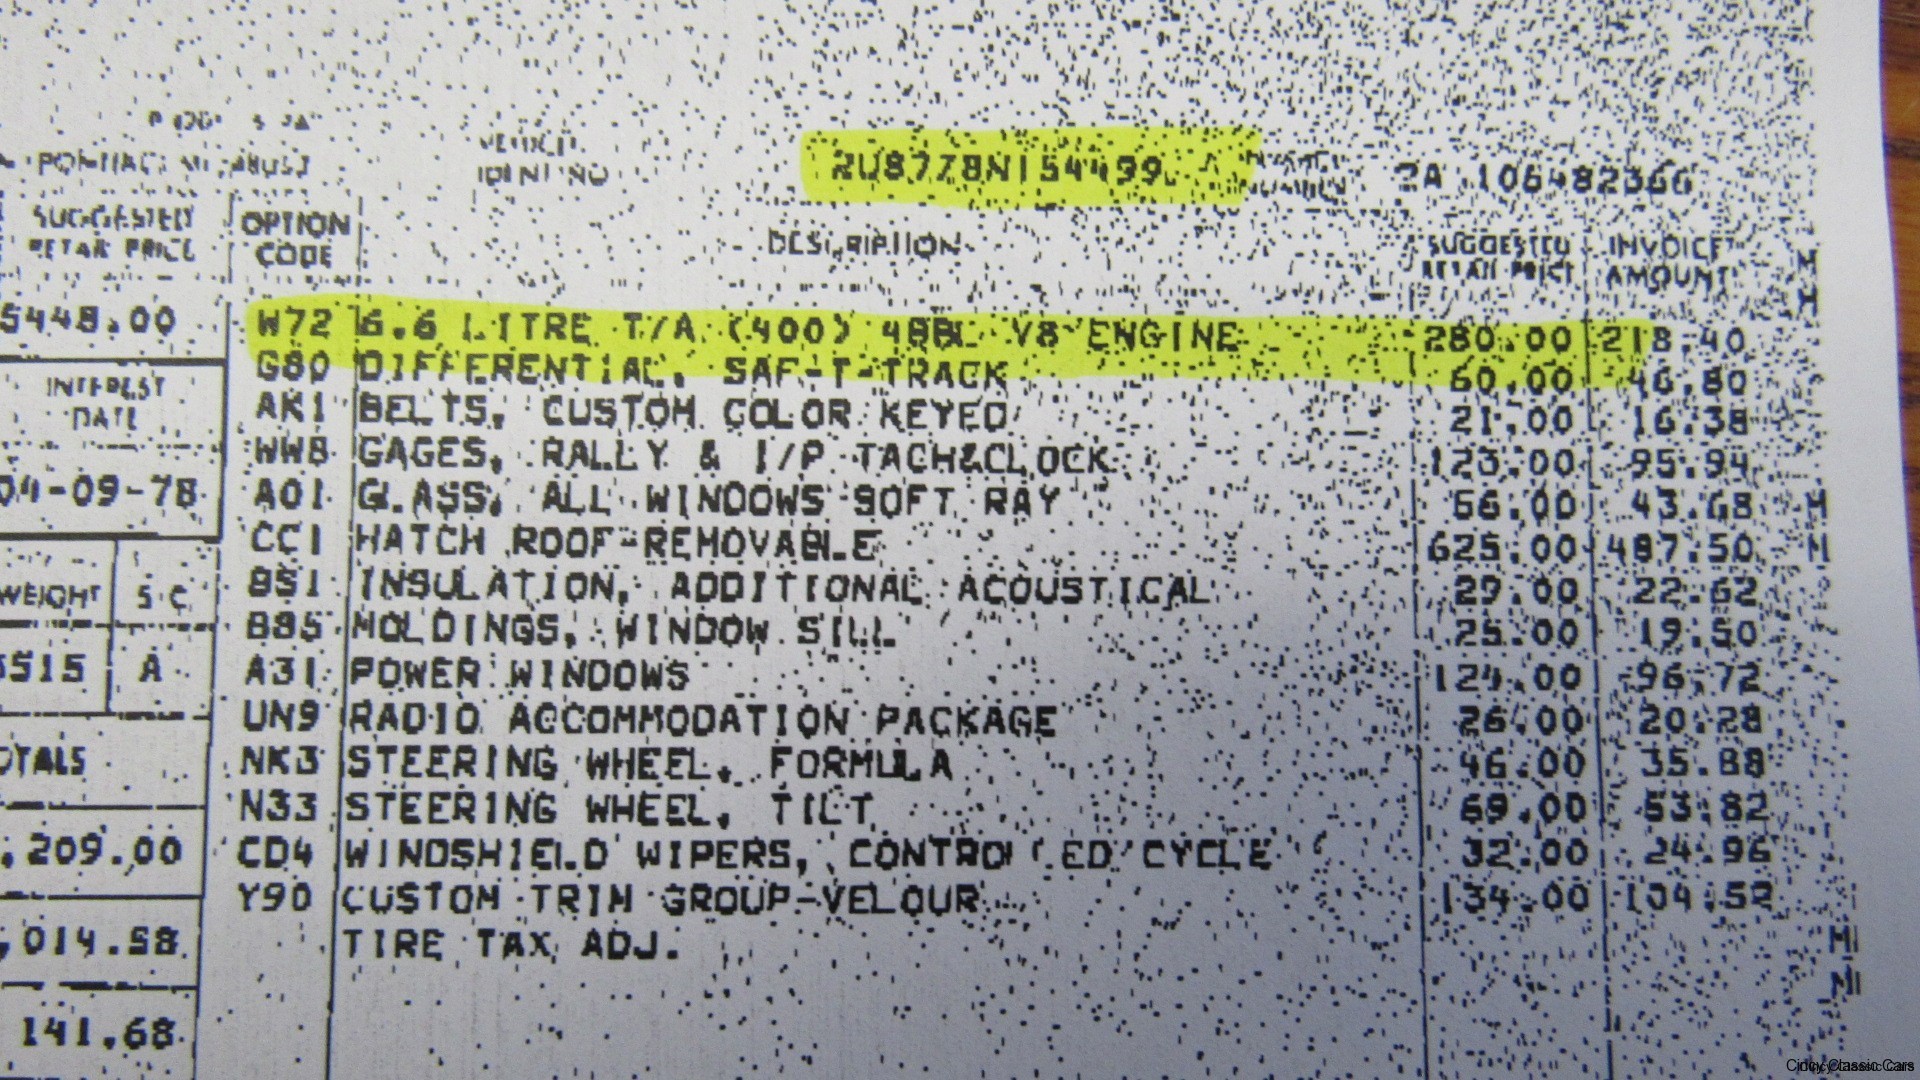 PONTIAC
VEHICLE
IDENT NO
2U87Z8N154499
2A 106482366
SUGGESTED
RETAIL PRICE
OPTION
CODE
DESCRIPTION
SUGGESTED
RETAIL PRICE
INVOICE
AMOUNT
5448.00
W72 6.6 LITRE T/A (400) 4BBL V8 ENGINE 280.00 218.40
G80 DIFFERENTIAL, SAF-T-TRACK 60.00 46.80
INTEREST
DATE
AK1 BELTS, CUSTOM COLOR KEYED 21.00 16.38
WW8 GAGES, RALLY & I/P TACH&CLOCK 123.00 95.94
04-09-78
A01 GLASS, ALL WINDOWS SOFT RAY 56.00 43.68 M
CC1 HATCH ROOF-REMOVABLE 625.00 487.50 M
WEIGHT S C
BS1 INSULATION, ADDITIONAL ACOUSTICAL 29.00 22.62
B85 MOLDINGS, WINDOW SILL 25.00 19.50
515 A
A31 POWER WINDOWS 124.00 96.72
UN9 RADIO ACCOMMODATION PACKAGE 26.00 20.28
OTALS
NK3 STEERING WHEEL, FORMULA 46.00 35.88
N33 STEERING WHEEL, TILT 69.00 53.82
,209.00
CD4 WINDSHIELD WIPERS, CONTROLLED CYCLE 32.00 24.96
Y90 CUSTOM TRIM GROUP-VELOUR 134.00 104.52
,014.58
TIRE TAX ADJ.
141.68
Cincy Classic Cars